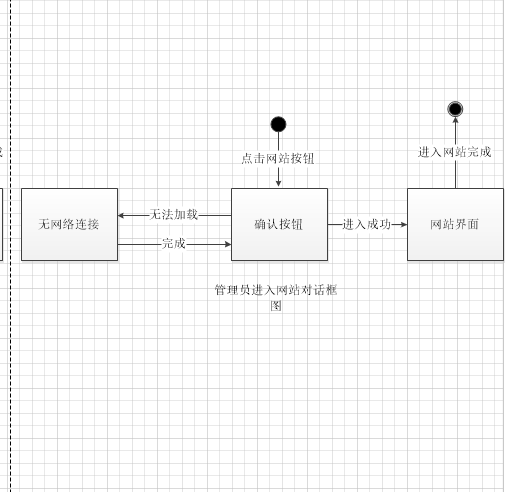 点击网站按钮
进入网站完成
无网络连接
无法加载
完成
确认按钮
进入成功
网站界面
管理员进入网站对话框
图